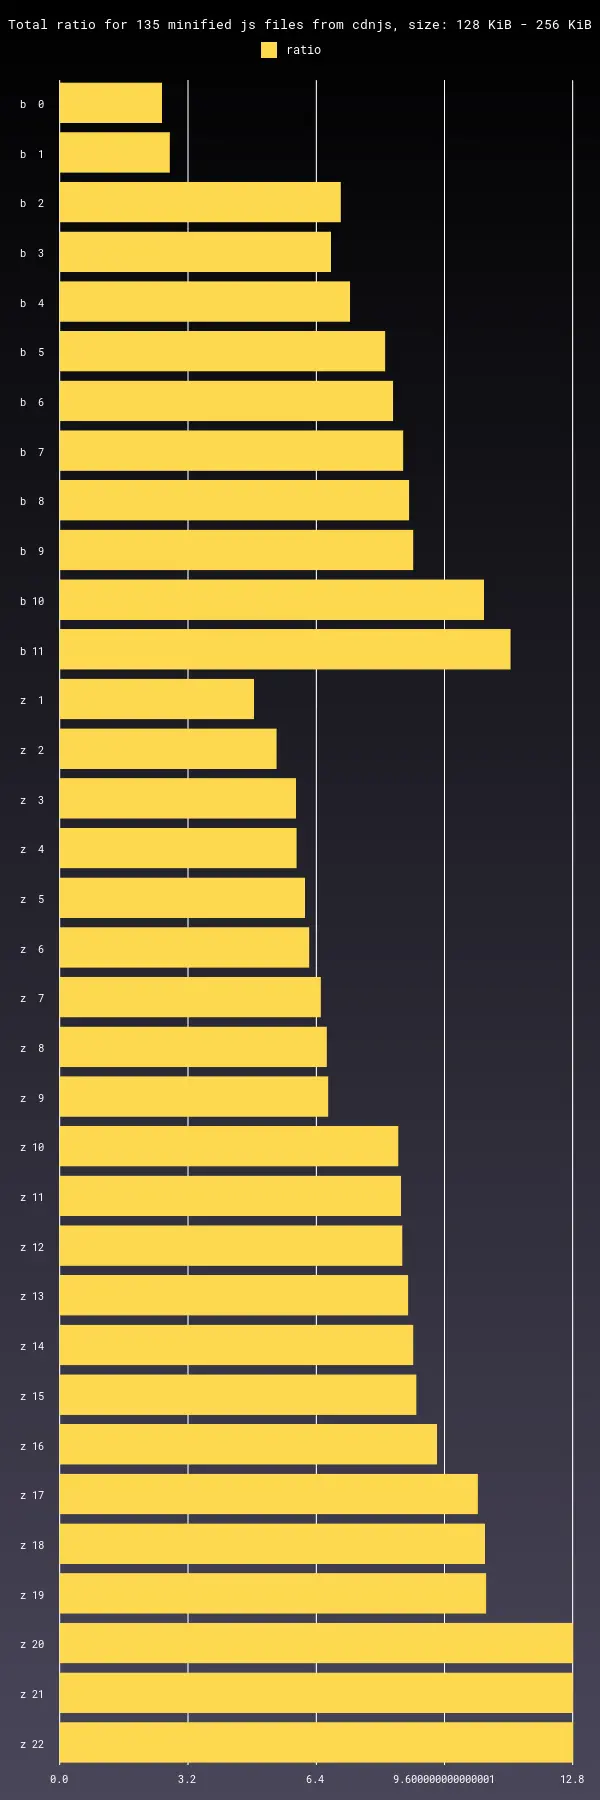 Total ratio for 135 minified js files from cdnjs, size: 128 KiB - 256 KiB
ratio
b 0
b 1
b 2
b 3
b 4
b 5
b 6
b 7
b 8
b 9
b 10
b 11
z 1
z 2
z 3
z 4
z 5
z 6
z 7
z 8
z 9
z 10
z 11
z 12
z 13
z 14
z 15
z 16
z 17
z 18
z 19
z 20
z 21
z 22
0.0 3.2 6.4 9.600000000000001 12.8